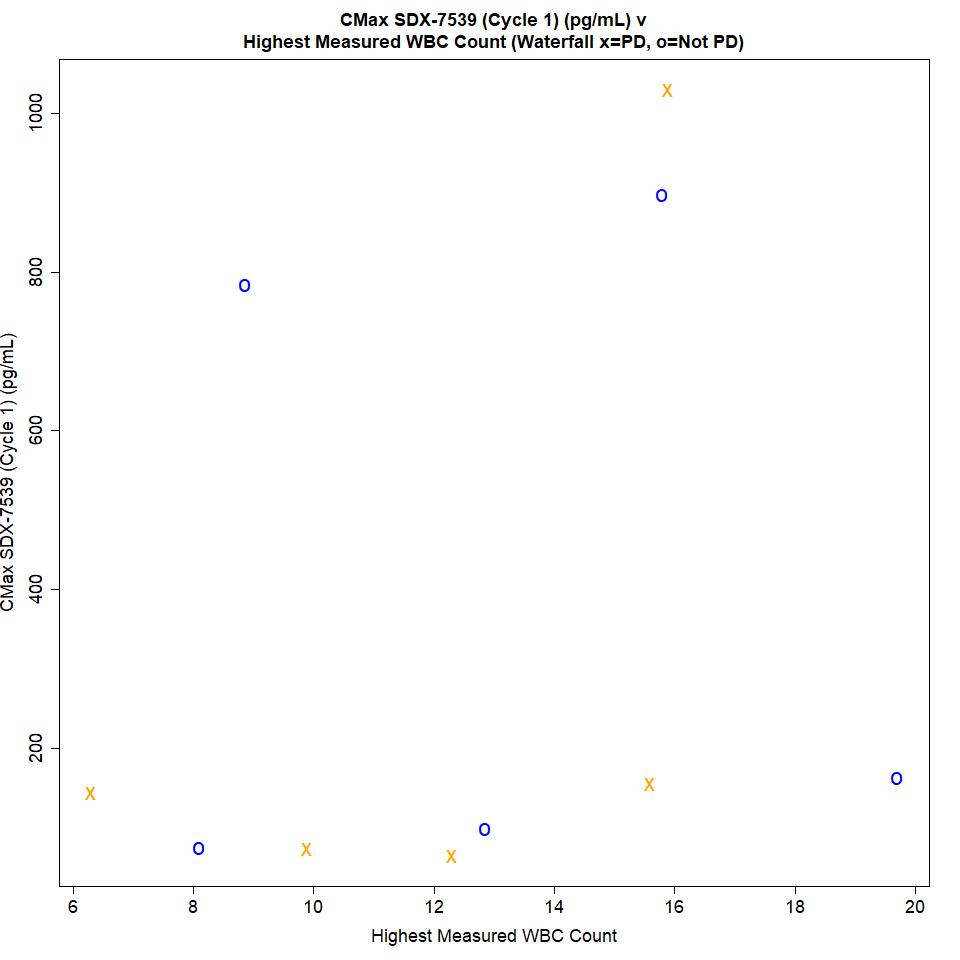 CMax SDX-7539 (Cycle 1) (pg/mL) v
Highest Measured WBC Count (Waterfall x=PD, o=Not PD)
CMax SDX-7539 (Cycle 1) (pg/mL)
1000
800
600
400
200
x
o
o
x
o
x
x
o
x
o
6 8 10 12 14 16 18 20
Highest Measured WBC Count